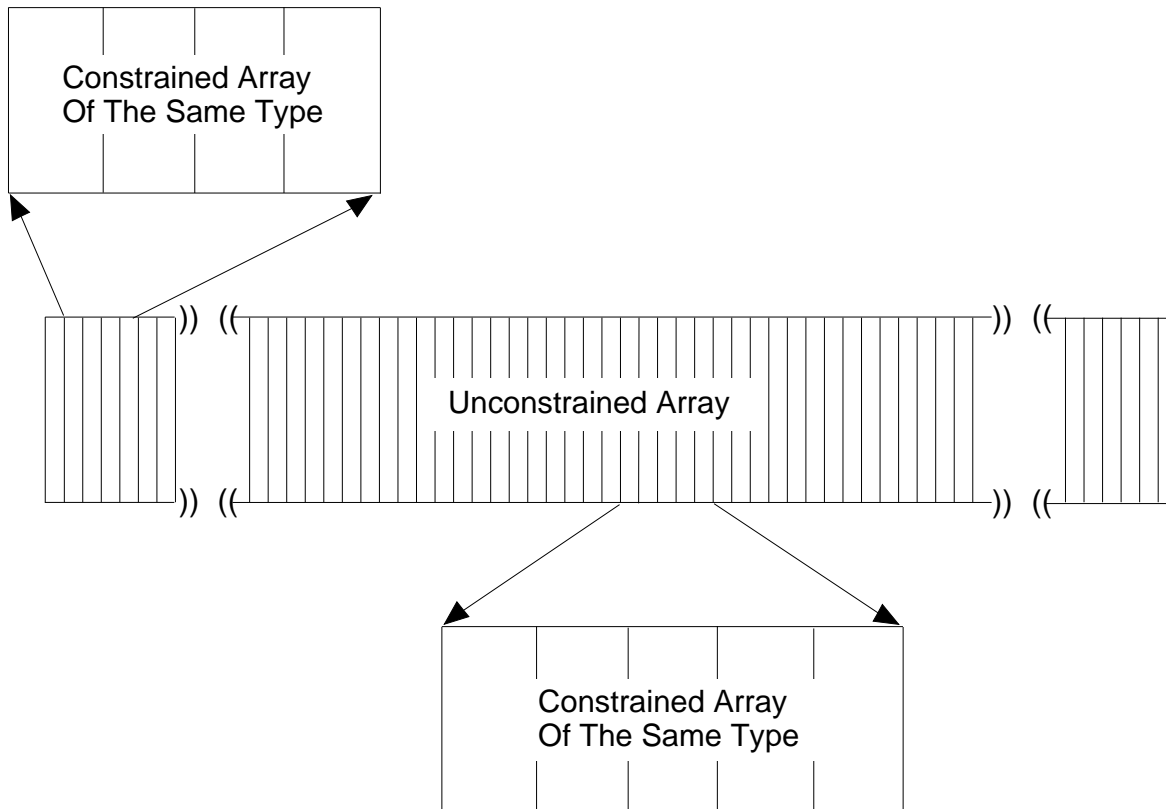 Constrained Array
Of The Same Type
)) ((
)) ((
Unconstrained Array
)) ((
)) ((
Constrained Array
Of The Same Type